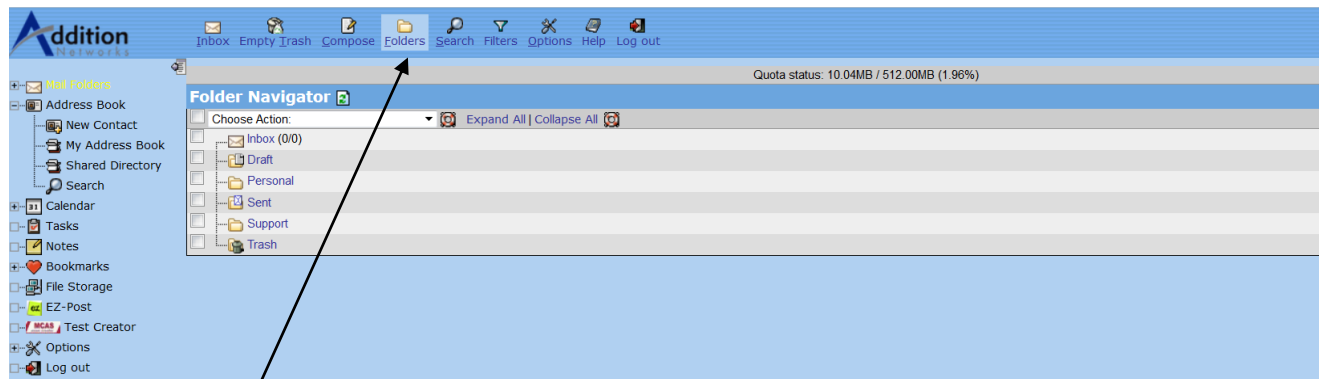 Addition
Networks
Inbox Empty Trash Compose Folders Search Filters Options Help Log out
Quota status: 10.04MB / 512.00MB (1.96%)
Mail Folders
Address Book
New Contact
My Address Book
Shared Directory
Search
31 Calendar
Tasks
Notes
Bookmarks
File Storage
ez EZ-Post
MCAS Test Creator
Options
Log out
Folder Navigator
Choose Action: Expand All | Collapse All
Inbox (0/0)
Draft
Personal
Sent
Support
Trash